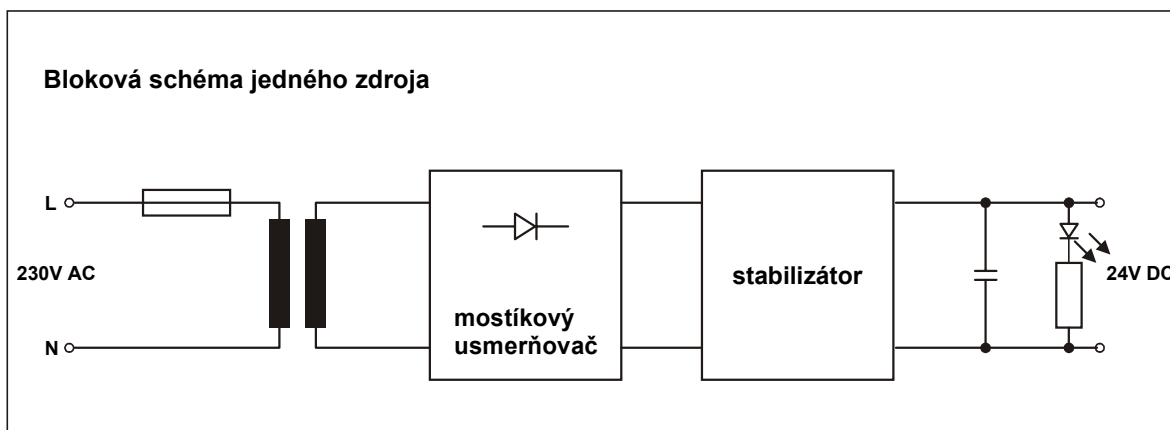 Bloková schéma jedného zdroja
L
230V AC
N
mostíkový
usmerňovač
stabilizátor
24V DC